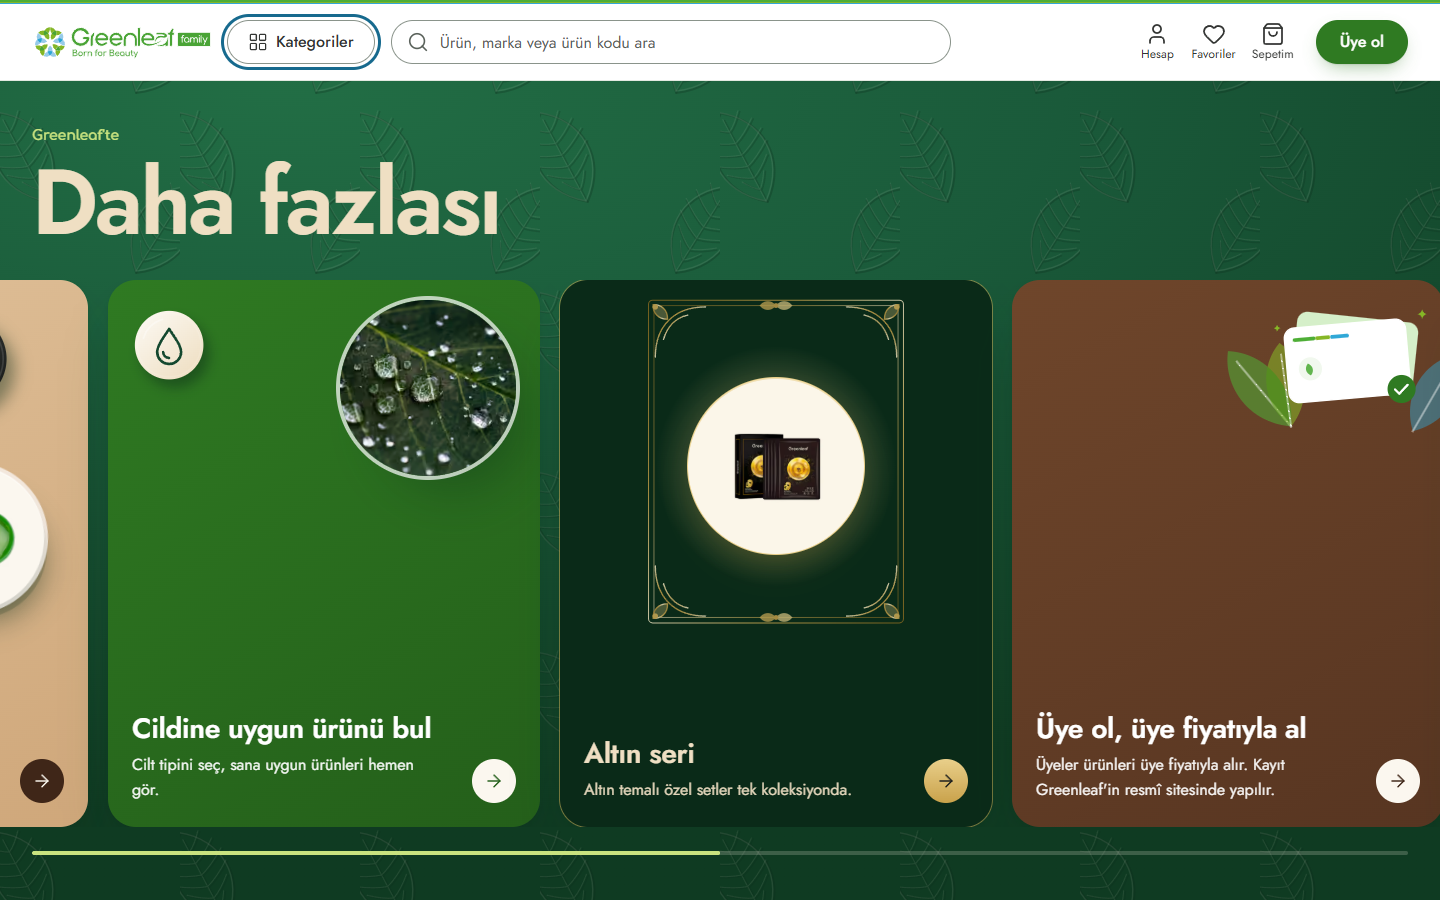 Greenleaf family
Born for Beauty
Kategoriler
Ürün, marka veya ürün kodu ara
Hesap
Favoriler
Sepetim
Üye ol
Greenleaf'te
Daha fazlası
Cildine uygun ürünü bul
Cilt tipini seç, sana uygun ürünleri hemen
gör.
Greenleaf
Altın seri
Altın temalı özel setler tek koleksiyonda.
Üye ol, üye fiyatıyla al
Üyeler ürünleri üye fiyatıyla alır. Kayıt
Greenleaf'in resmî sitesinde yapılır.